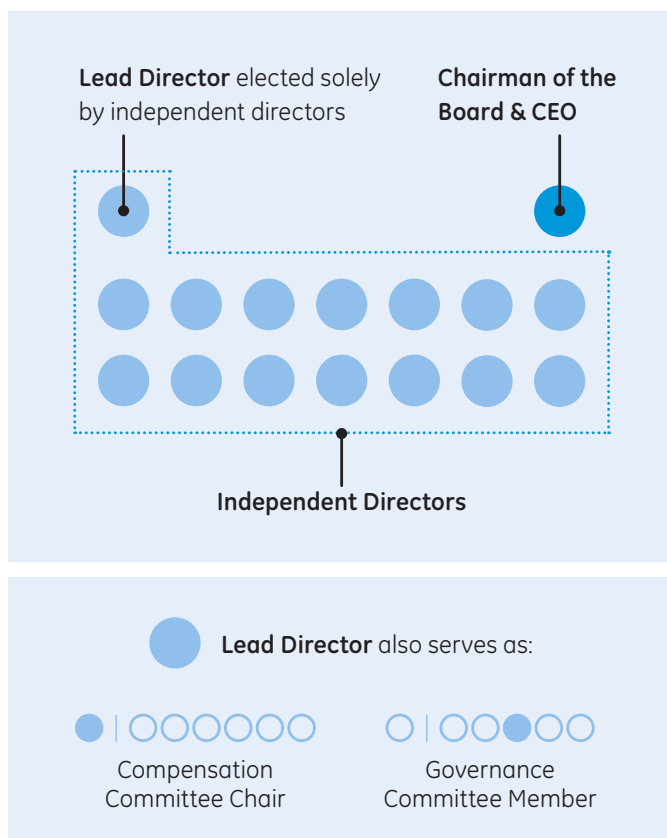 Lead Director elected solely
by independent directors
Chairman of the
Board & CEO
Independent Directors
Lead Director also serves as:
Compensation
Committee Chair
Governance
Committee Member